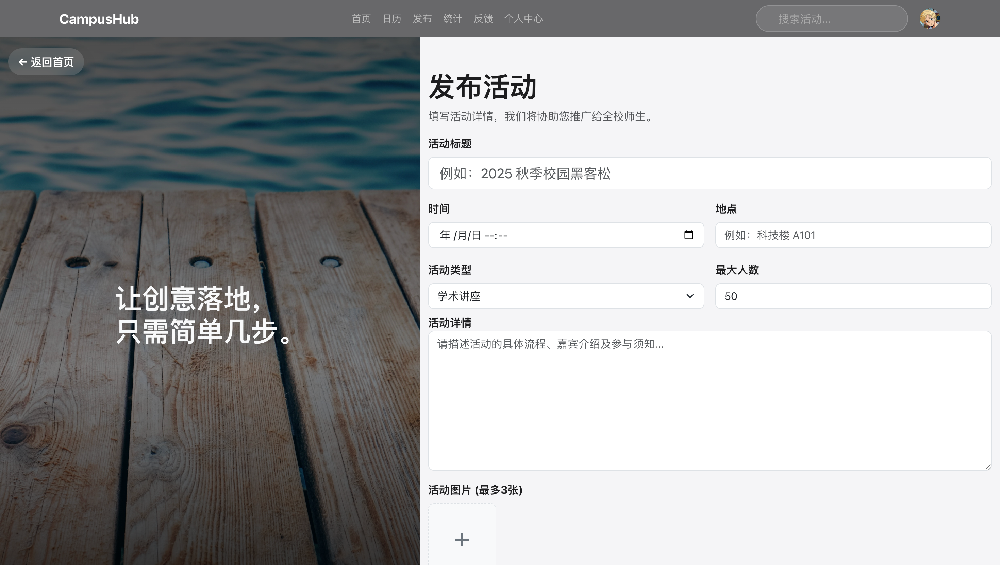 CampusHub
首页 日历 发布 统计 反馈 个人中心
搜索活动...
← 返回首页
让创意落地，
只需简单几步。
发布活动
填写活动详情，我们将协助您推广给全校师生。
活动标题
例如：2025 秋季校园黑客松
时间
年 /月/日 --:--
地点
例如：科技楼 A101
活动类型
学术讲座
最大人数
50
活动详情
请描述活动的具体流程、嘉宾介绍及参与须知...
活动图片 (最多3张)
+